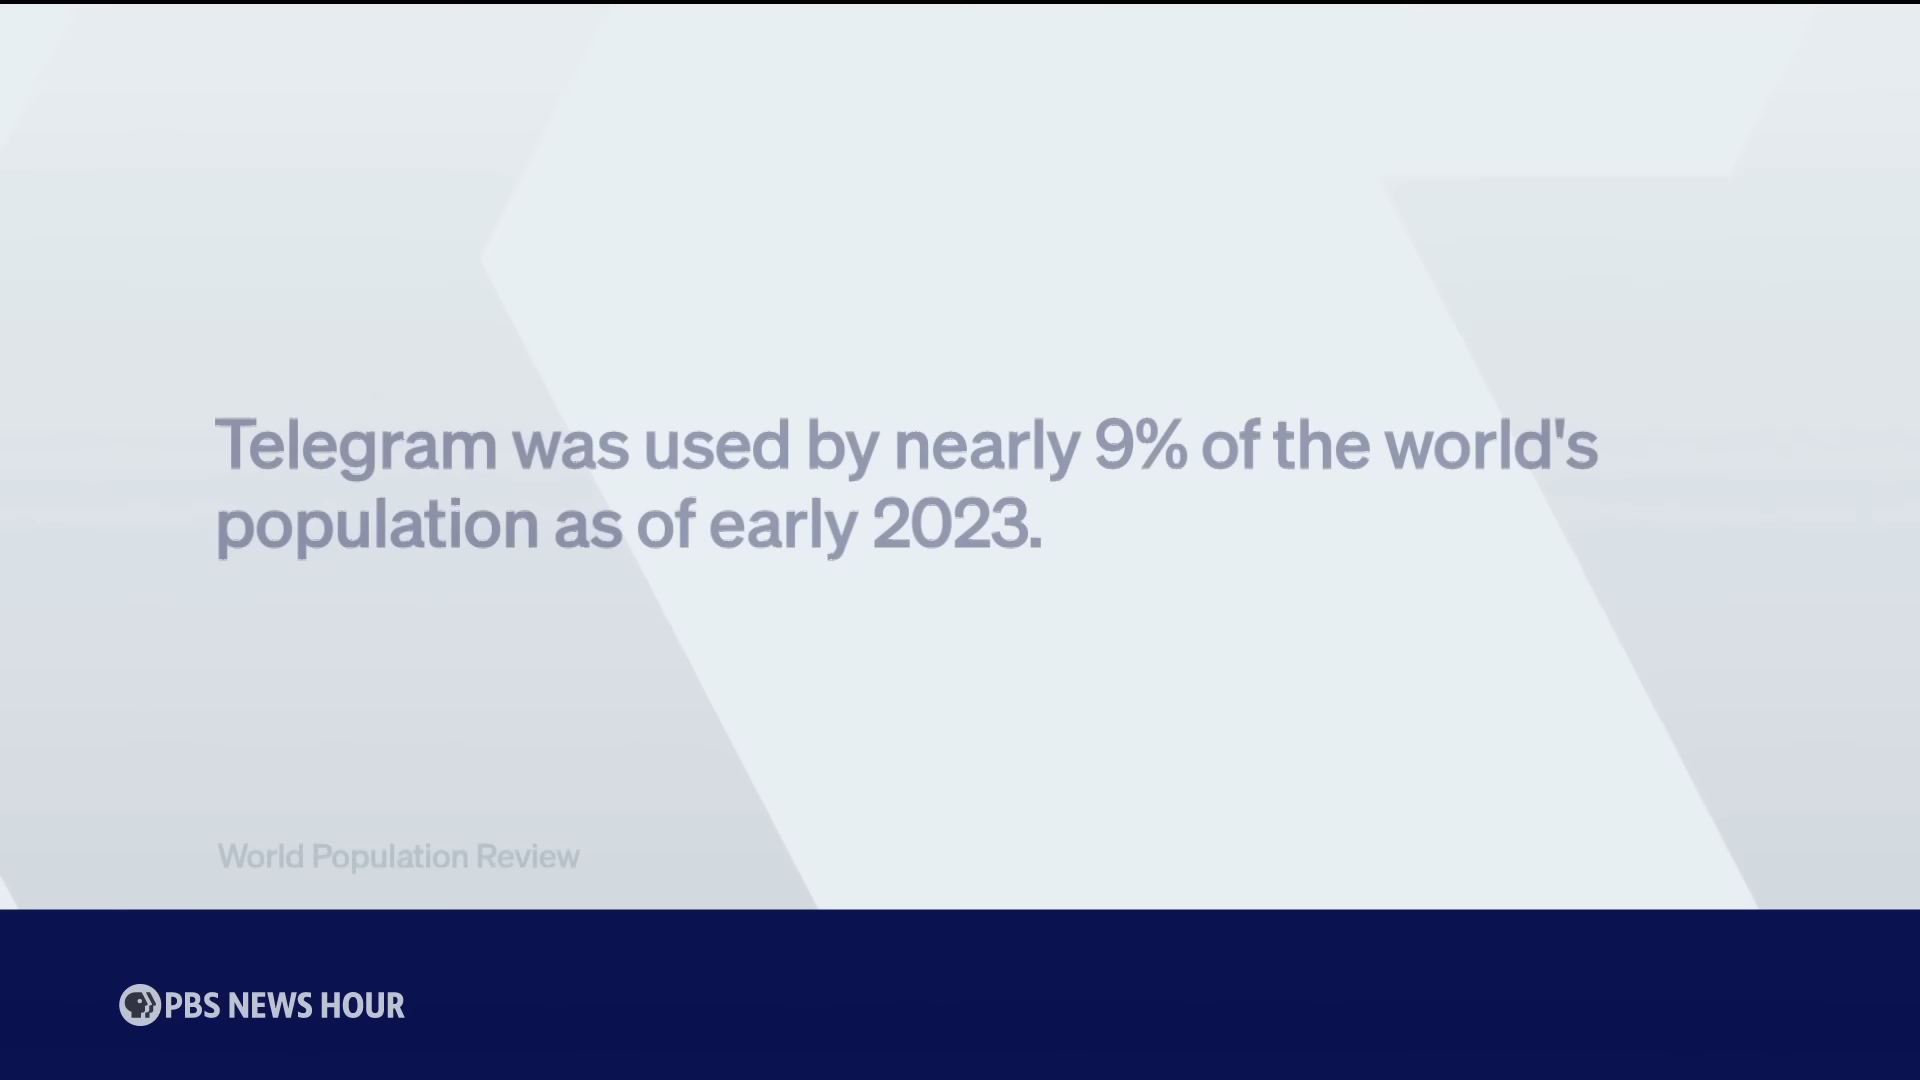 Telegram was used by nearly 9% of the world's
population as of early 2023.
World Population Review
PBS NEWS HOUR